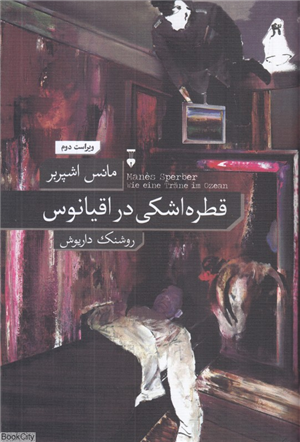 ویراست دوم
مانس اشپربر
Manès Sperber
Wie eine Träne im Ozean
قطره‌اشکی در اقیانوس
روشنک داریوش
BookCity